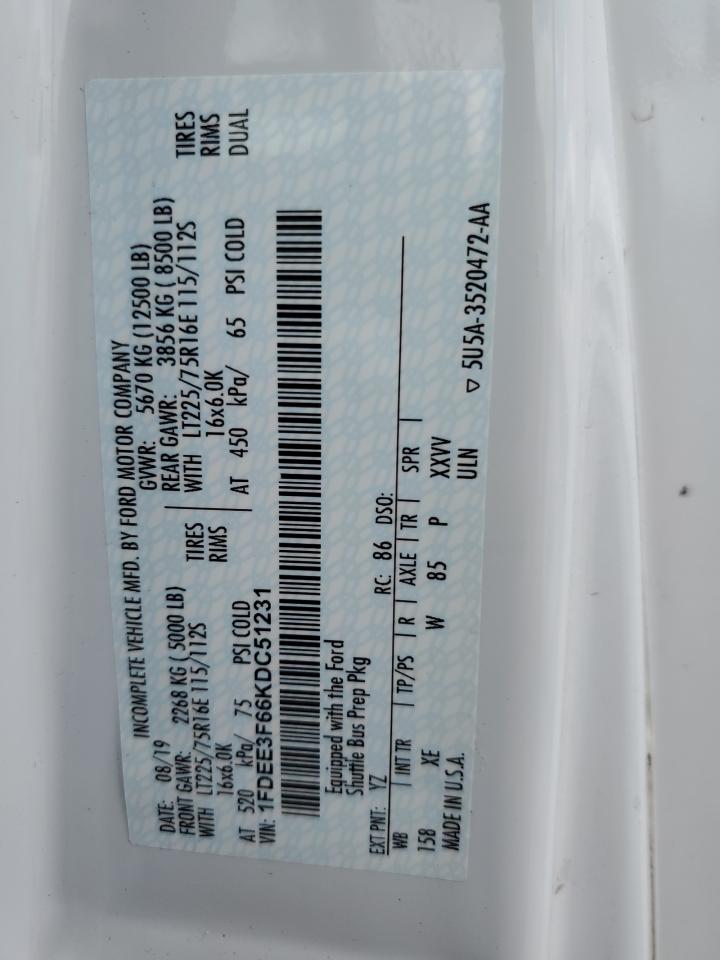 INCOMPLETE VEHICLE MFD. BY FORD MOTOR COMPANY
DATE: 08/19 GVWR: 5670 KG (12500 LB)
FRONT GAWR: 2268 KG ( 5000 LB) REAR GAWR: 3856 KG ( 8500 LB)
WITH LT225/75R16E 115/112S TIRES WITH LT225/75R16E 115/112S TIRES
16x6.0K RIMS 16x6.0K RIMS
AT 520 kPa/ 75 PSI COLD AT 450 kPa/ 65 PSI COLD DUAL
VIN: 1FDEE3F66KDC51231
Equipped with the Ford
Shuttle Bus Prep Pkg
EXT PNT: YZ RC: 86 DSO:
WB | INT TR | TP/PS | R | AXLE | TR | SPR |
158 XE W 85 P XXVV
MADE IN U.S.A. ULN
▽ 5U5A-3520472-AA